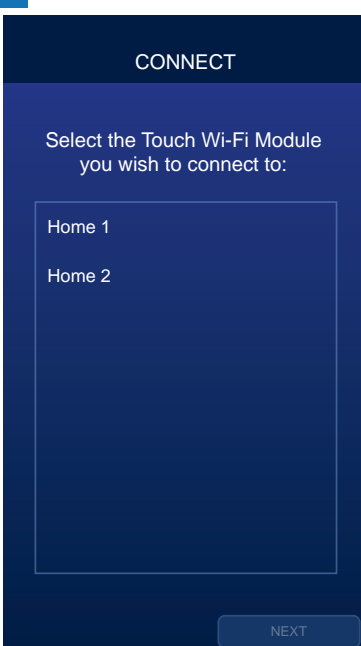 CONNECT
Select the Touch Wi-Fi Module
you wish to connect to:
Home 1
Home 2
NEXT